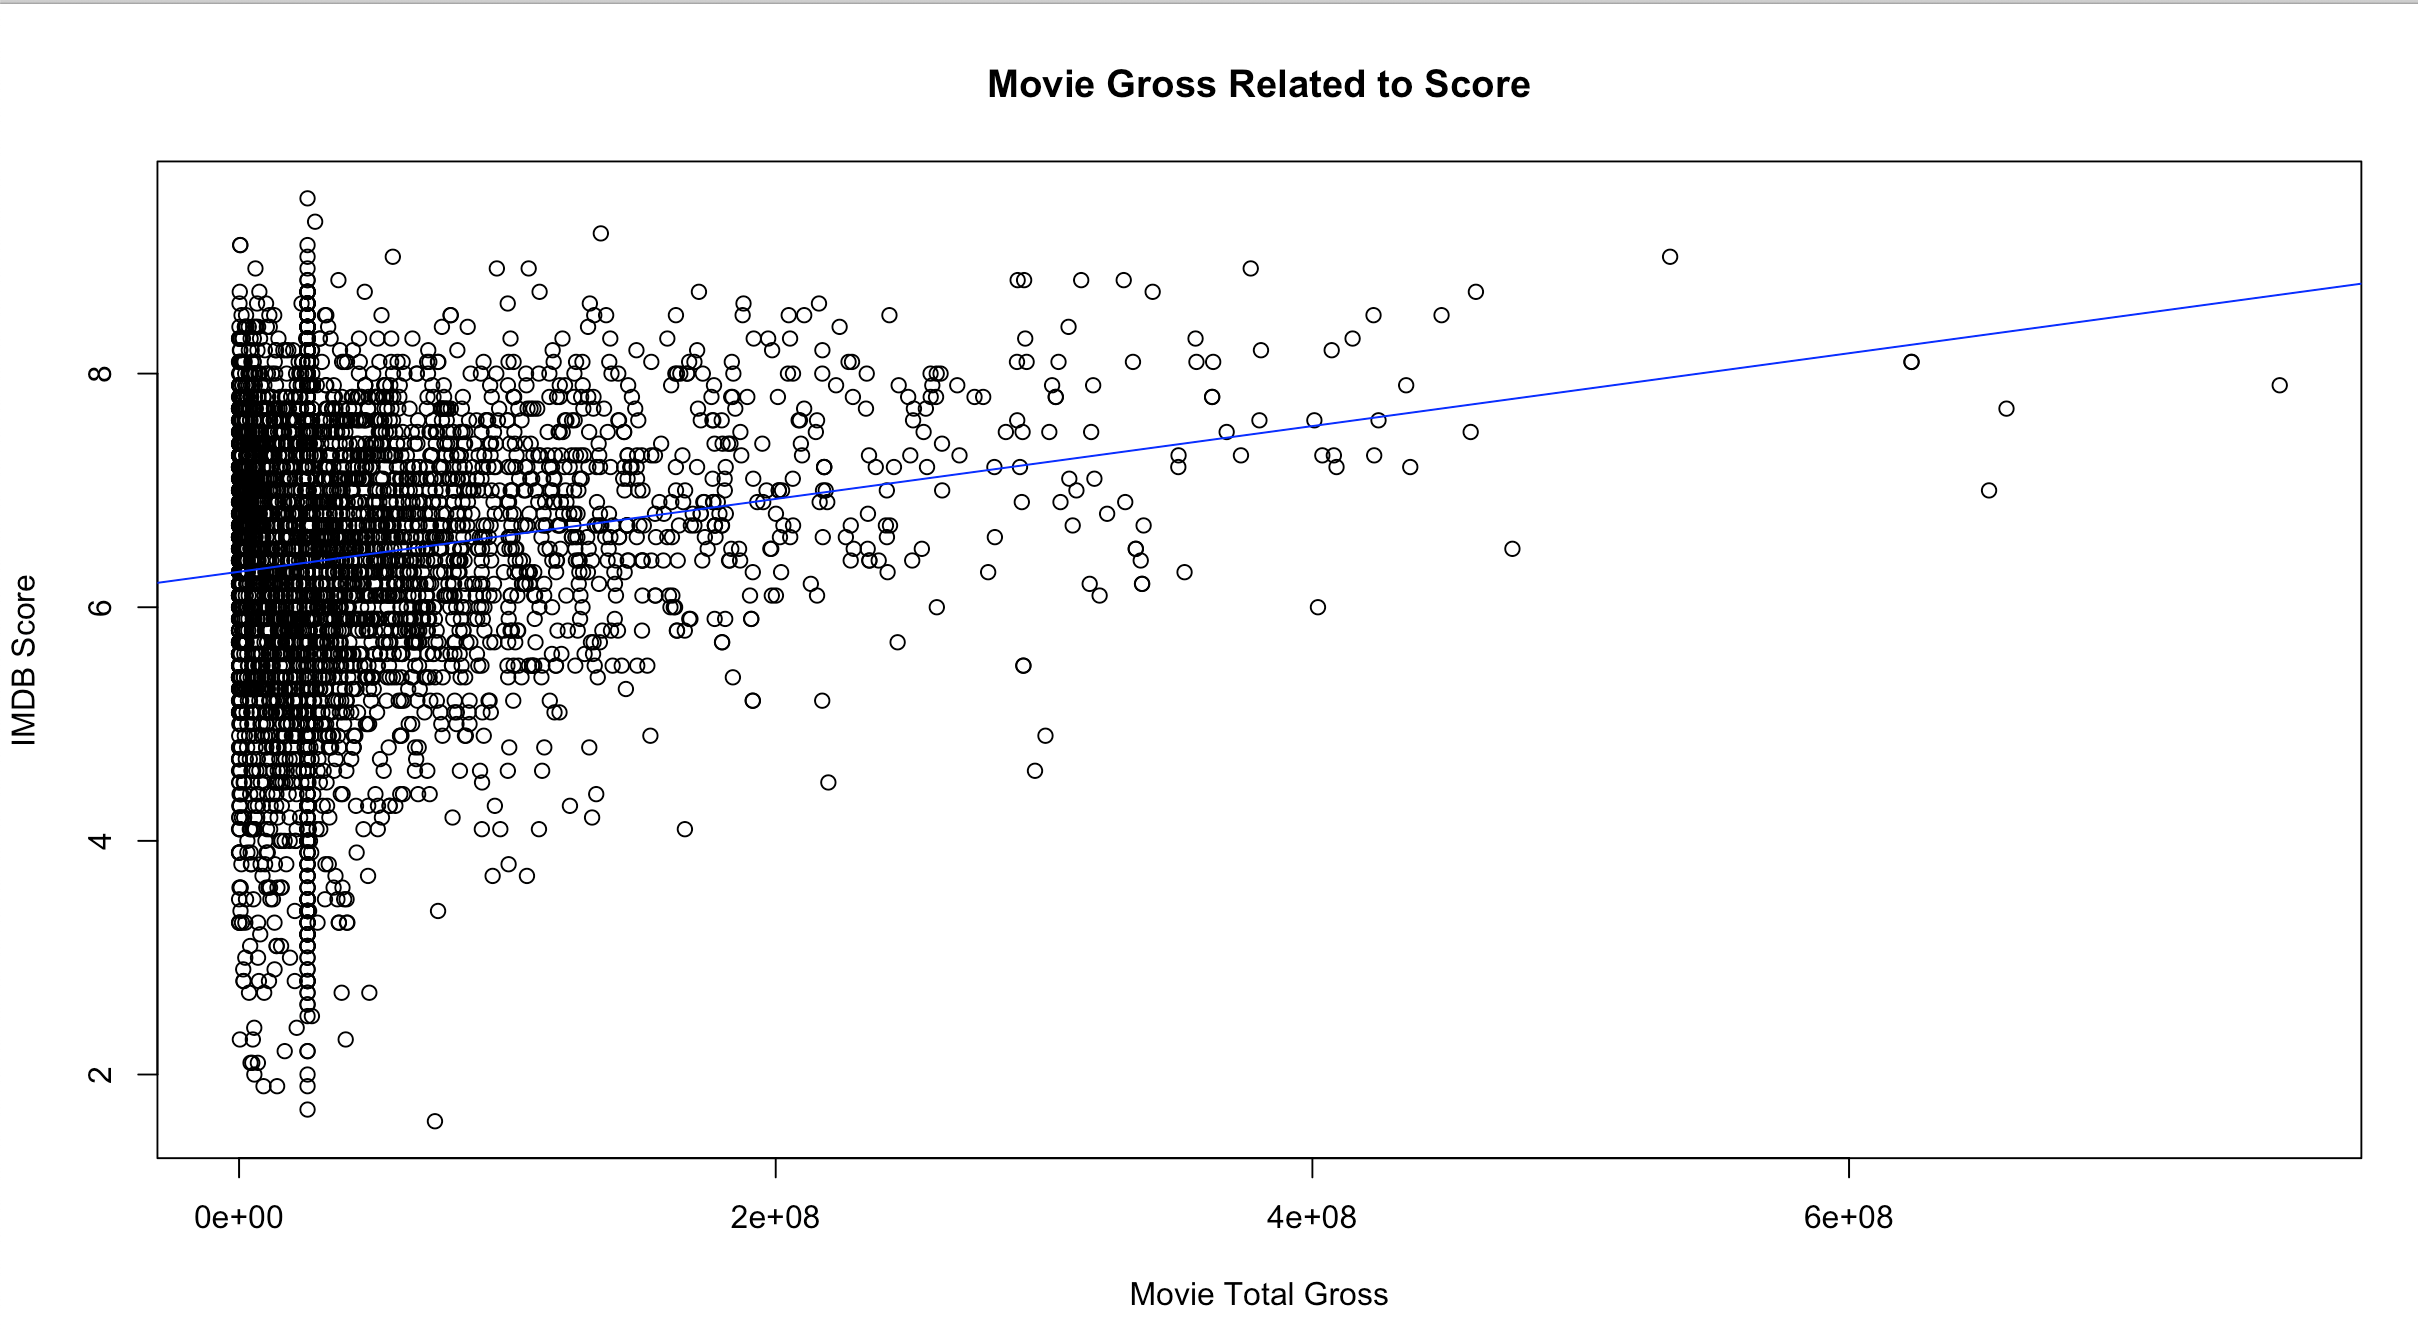 Movie Gross Related to Score
IMDB Score
8
6
4
2
0e+00
2e+08
4e+08
6e+08
Movie Total Gross